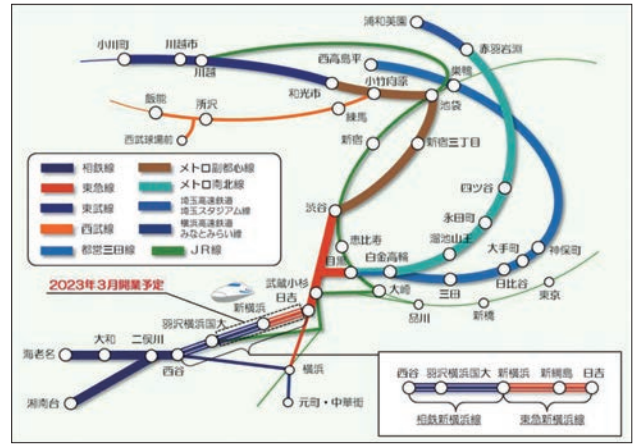 浦和美園
小川町
川越市
川越
西高島平
赤羽岩淵
巣鴨
和光市
小竹向原
池袋
飯能
所沢
練馬
西武球場前
新宿
新宿三丁目
相鉄線
東急線
東武線
西武線
都営三田線
メトロ副都心線
メトロ南北線
埼玉高速鉄道
埼玉スタジアム線
横浜高速鉄道
みなとみらい線
JR線
四ツ谷
渋谷
永田町
恵比寿
溜池山王
大手町
神保町
目黒
白金高輪
日比谷
東京
三田
大崎
品川
新橋
2023年3月開業予定
武蔵小杉
日吉
新横浜
羽沢横浜国大
海老名
大和
二俣川
西谷
横浜
湘南台
元町・中華街
西谷 羽沢横浜国大 新横浜 新綱島 日吉
相鉄新横浜線 東急新横浜線